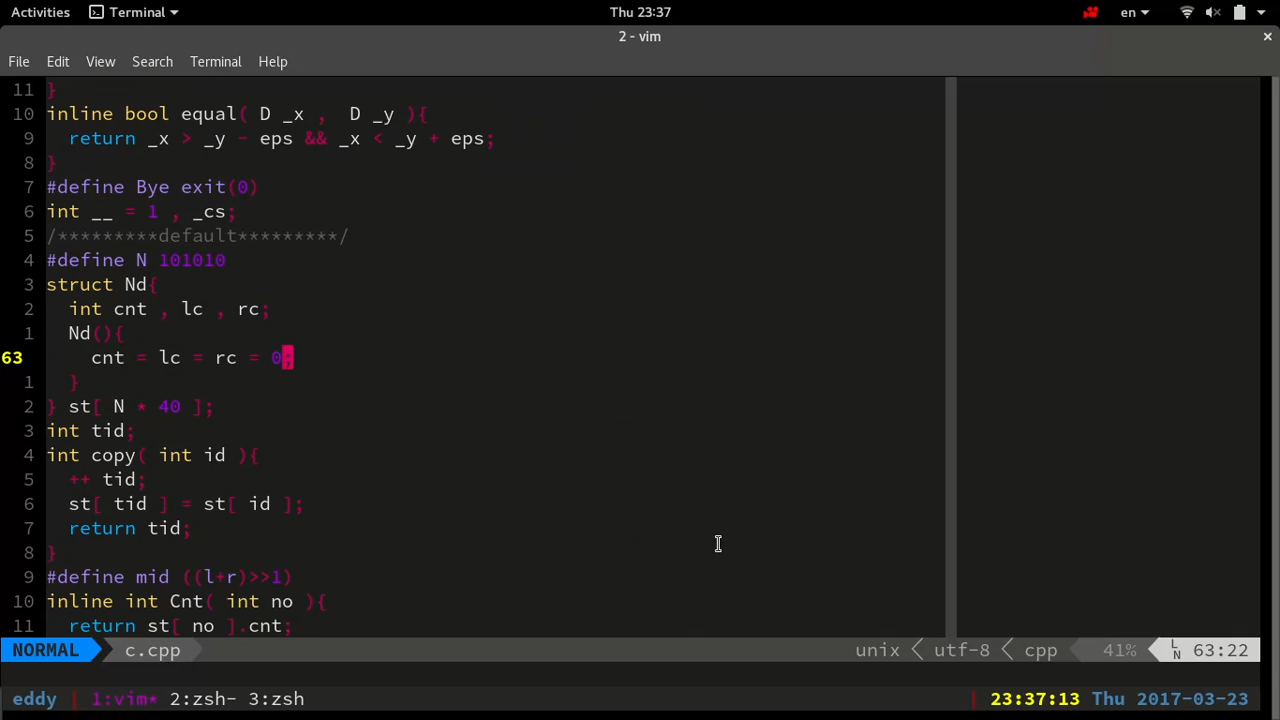 Activities Terminal Thu 23:37 en
2 - vim
File Edit View Search Terminal Help
11 }
10 inline bool equal( D _x ,  D _y ){
9   return _x > _y - eps && _x < _y + eps;
8 }
7 #define Bye exit(0)
6 int __ = 1 , _cs;
5 /*********default*********/
4 #define N 101010
3 struct Nd{
2   int cnt , lc , rc;
1   Nd(){
63     cnt = lc = rc = 0;
1   }
2 } st[ N * 40 ];
3 int tid;
4 int copy( int id ){
5   ++ tid;
6   st[ tid ] = st[ id ];
7   return tid;
8 }
9 #define mid ((l+r)>>1)
10 inline int Cnt( int no ){
11   return st[ no ].cnt;
NORMAL c.cpp unix utf-8 cpp 41% LN 63:22
eddy 1:vim* 2:zsh- 3:zsh 23:37:13 Thu 2017-03-23